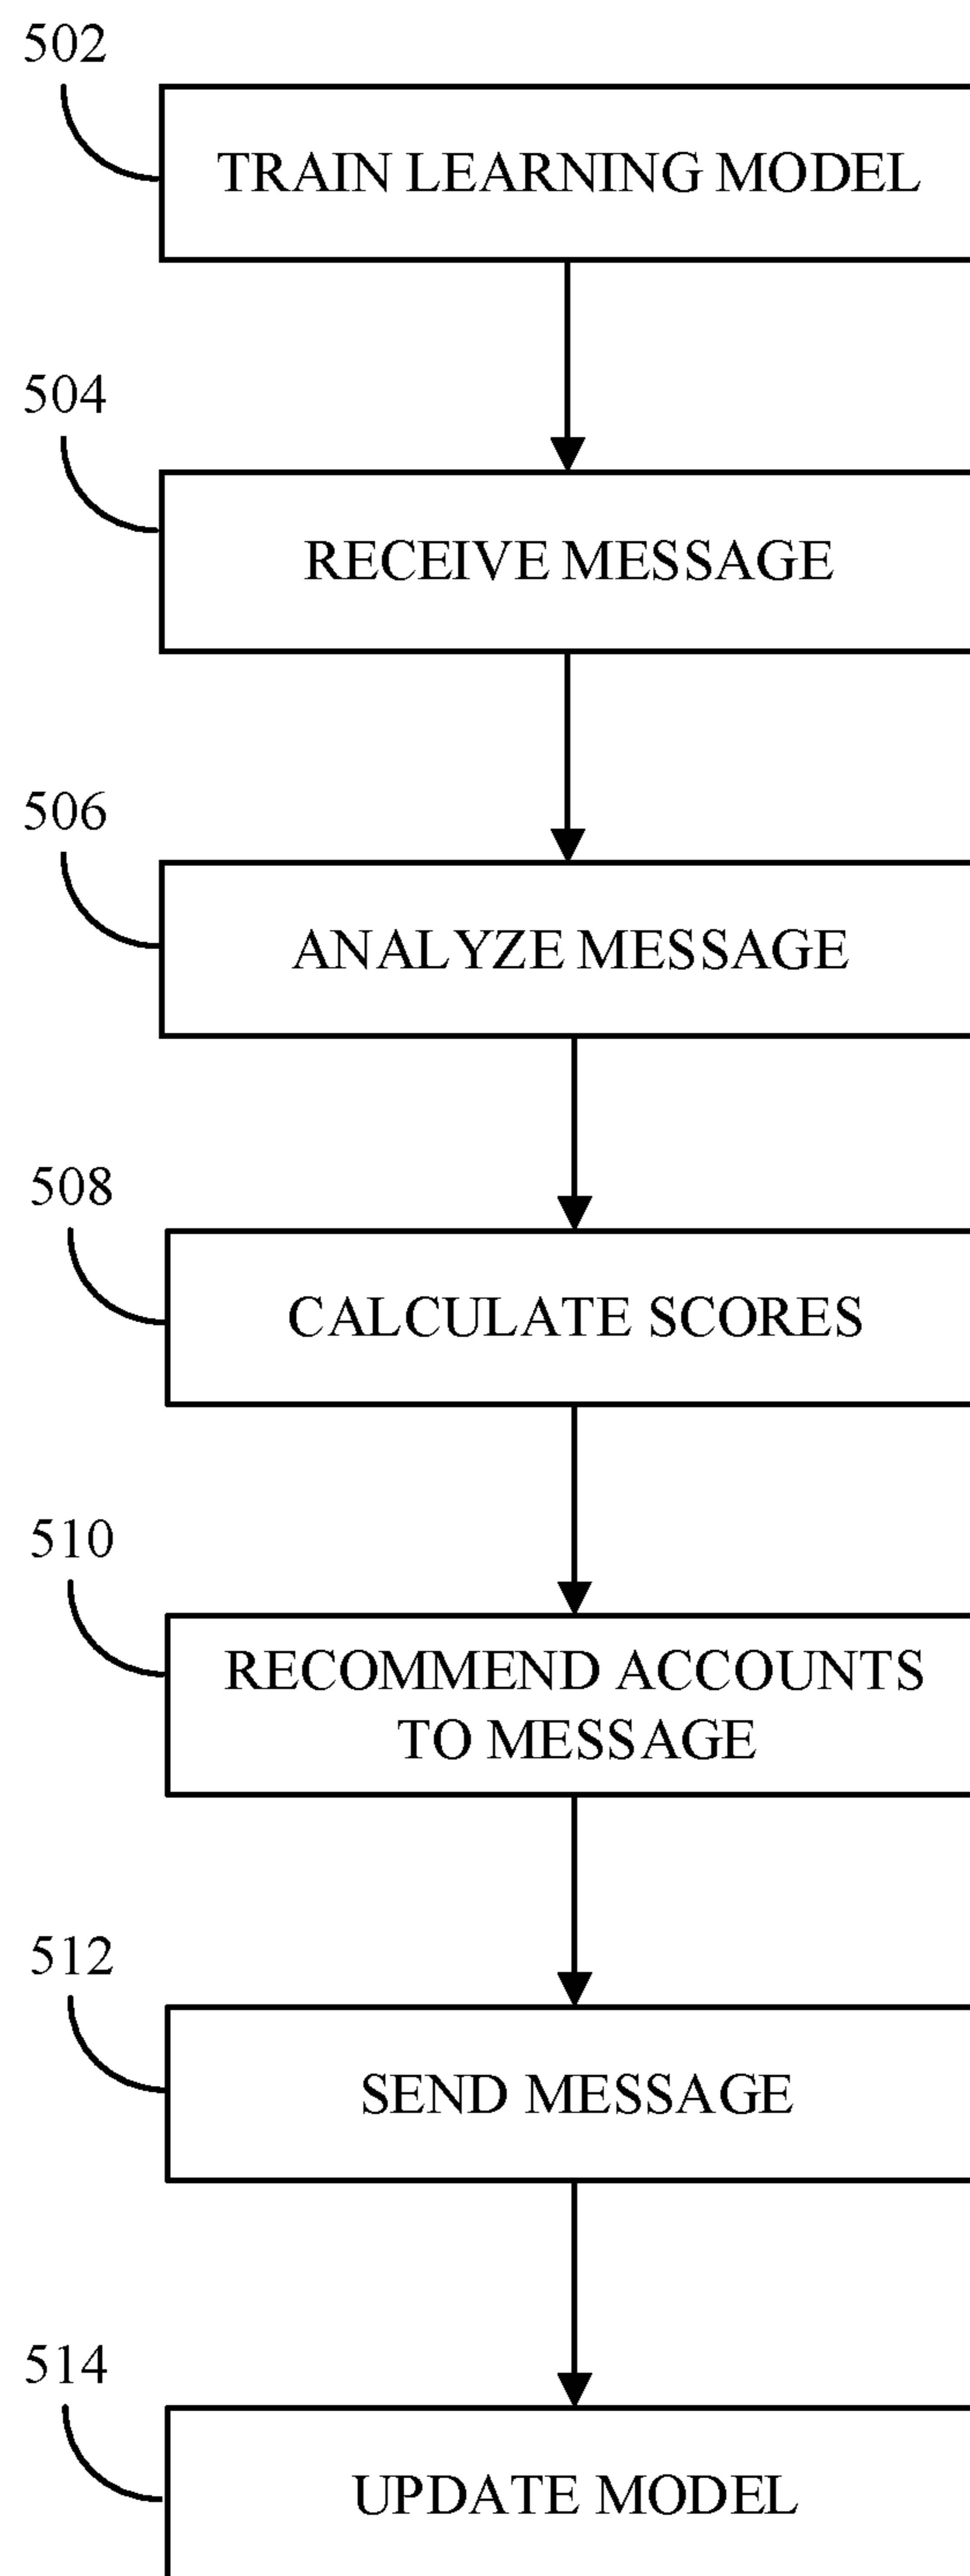 502
TRAIN LEARNING MODEL
504
RECEIVE MESSAGE
506
ANALYZE MESSAGE
508
CALCULATE SCORES
510
RECOMMEND ACCOUNTS
TO MESSAGE
512
SEND MESSAGE
514
UPDATE MODEL